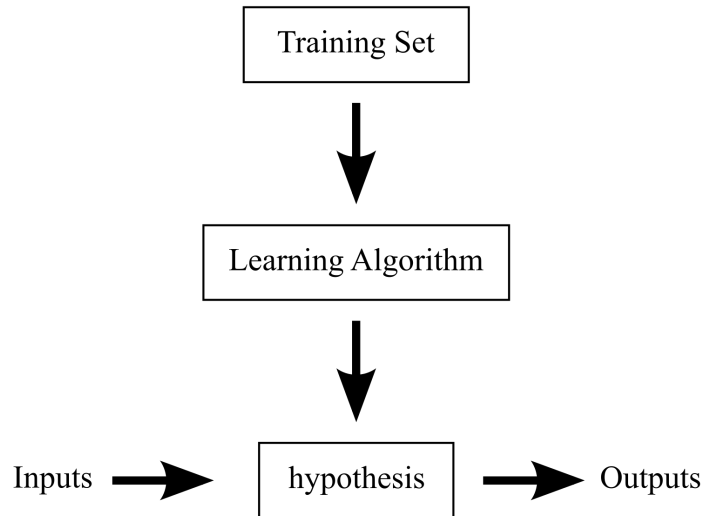 Training Set
Learning Algorithm
Inputs
hypothesis
Outputs